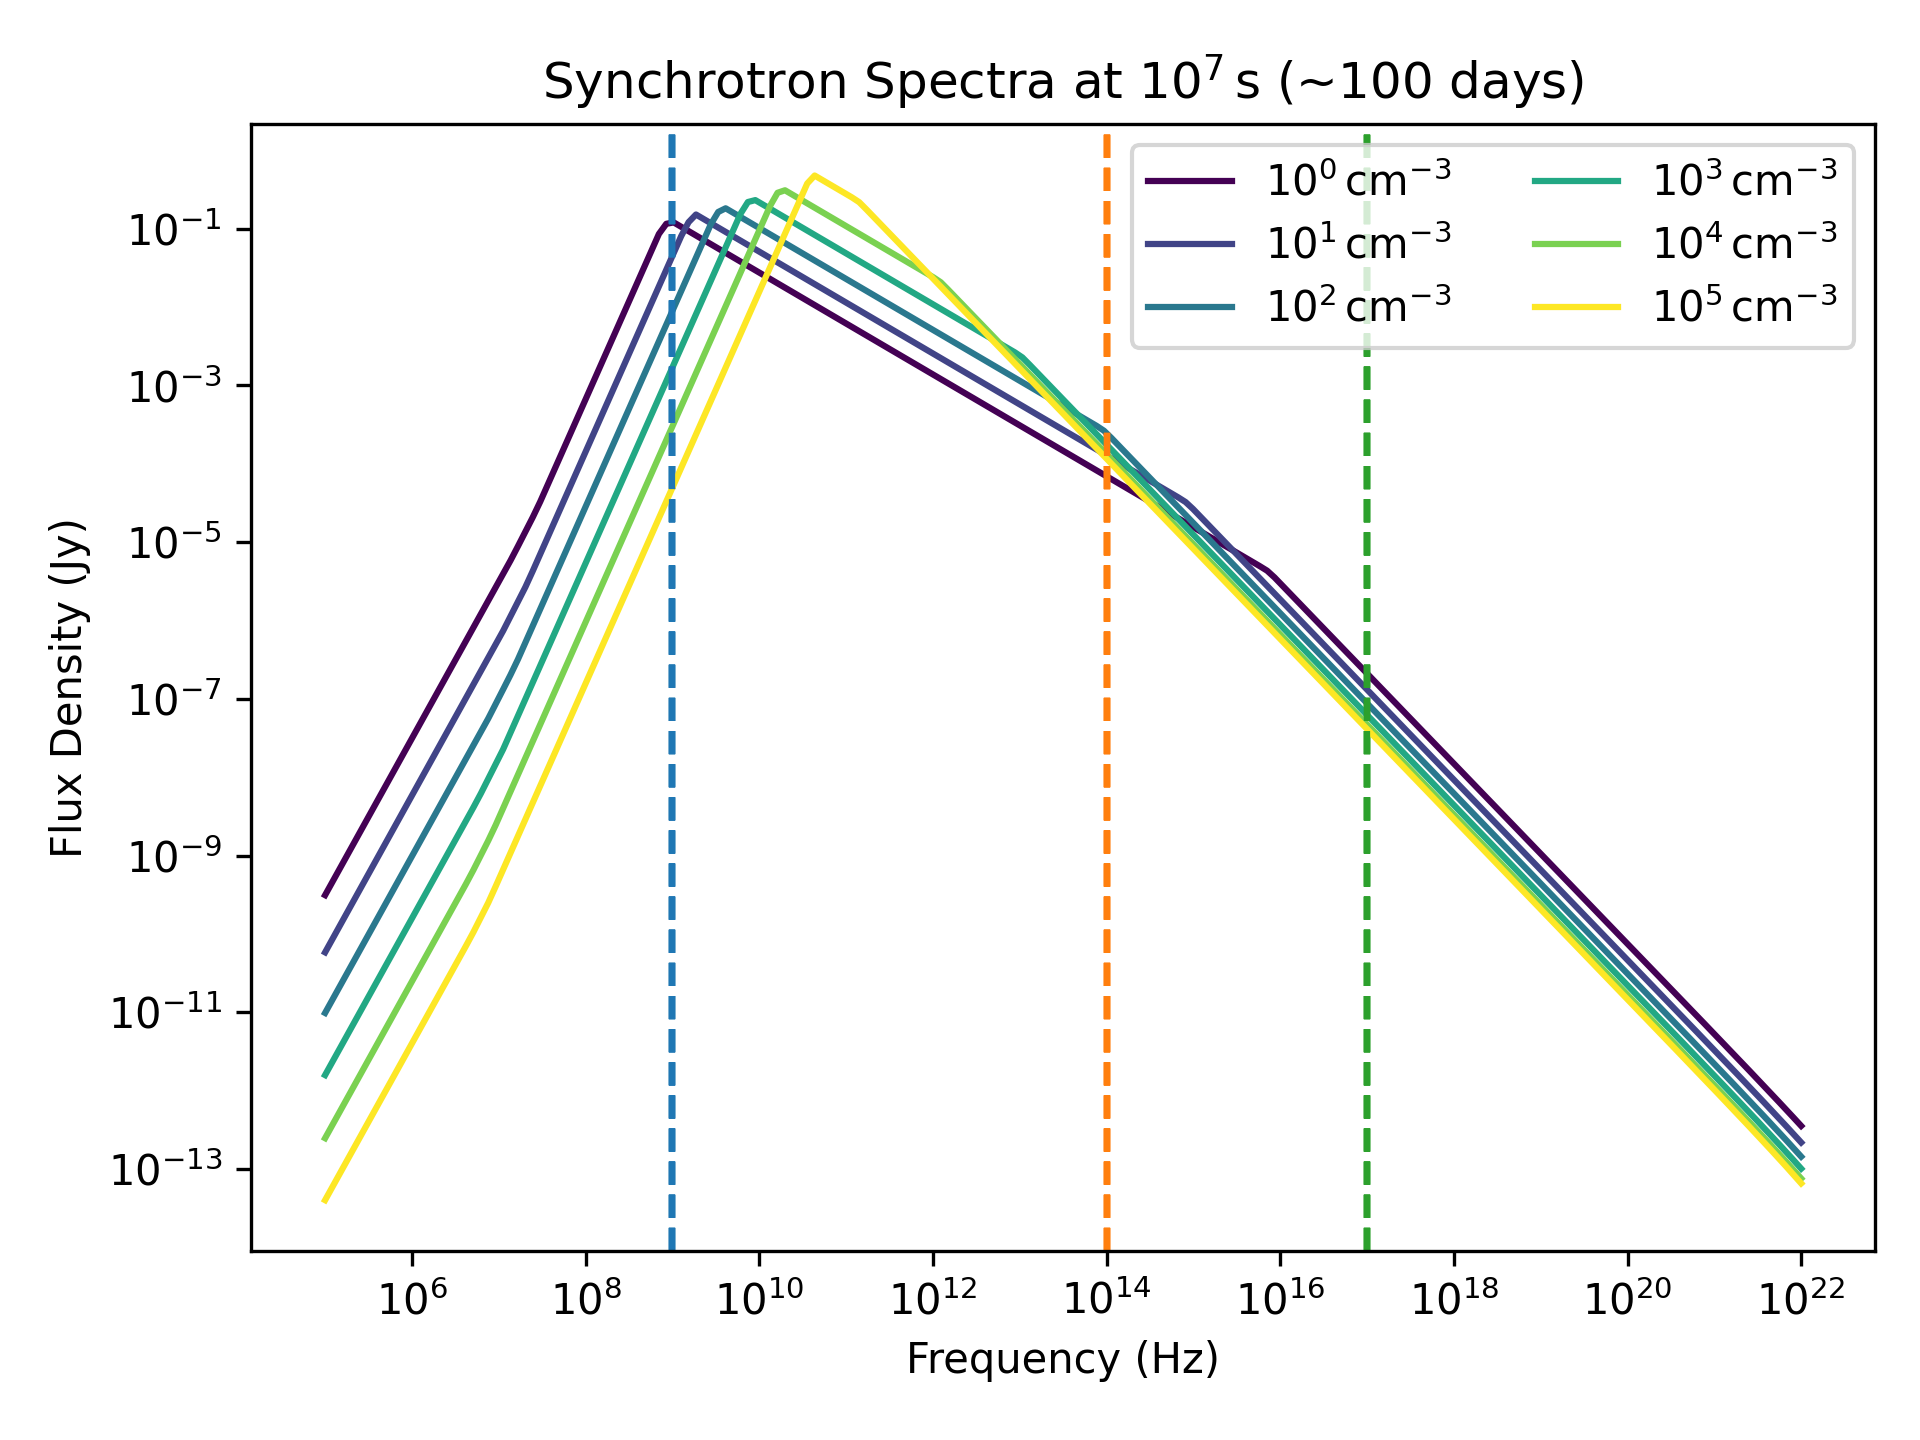 Synchrotron Spectra at 10⁷ s (~100 days)
10⁰ cm⁻³
10¹ cm⁻³
10² cm⁻³
10³ cm⁻³
10⁴ cm⁻³
10⁵ cm⁻³
Flux Density (Jy)
10⁻¹
10⁻³
10⁻⁵
10⁻⁷
10⁻⁹
10⁻¹¹
10⁻¹³
10⁶ 10⁸ 10¹⁰ 10¹² 10¹⁴ 10¹⁶ 10¹⁸ 10²⁰ 10²²
Frequency (Hz)